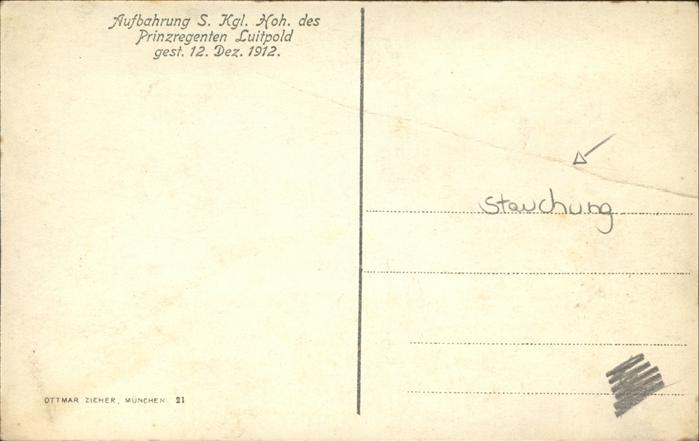 Aufbahrung S. Kgl. Hoh. des
Prinzregenten Luitpold
gest. 12. Dez. 1912.
Stauchung
OTTMAR ZIEHER, MÜNCHEN. 21